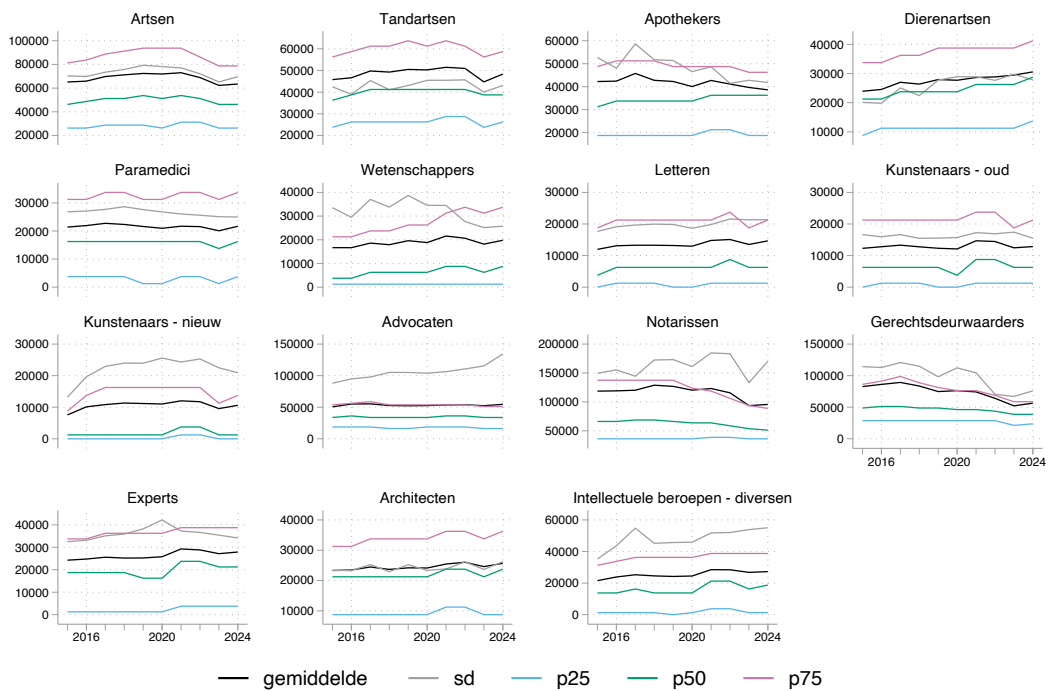 Artsen Tandartsen Apothekers Dierenartsen
100000 80000 60000 40000 20000
60000 50000 40000 30000 20000
60000 50000 40000 30000 20000
40000 30000 20000 10000
Paramedici Wetenschappers Letteren Kunstenaars - oud
30000 20000 10000 0
40000 30000 20000 10000 0
30000 20000 10000 0
30000 20000 10000 0
Kunstenaars - nieuw Advocaten Notarissen Gerechtsdeurwaarders
30000 20000 10000 0
150000 100000 50000 0
200000 150000 100000 50000
150000 100000 50000 0
2016 2020 2024
Experts Architecten Intellectuele beroepen - diversen
40000 30000 20000 10000 0
40000 30000 20000 10000
60000 40000 20000 0
2016 2020 2024 2016 2020 2024 2016 2020 2024
gemiddelde sd p25 p50 p75